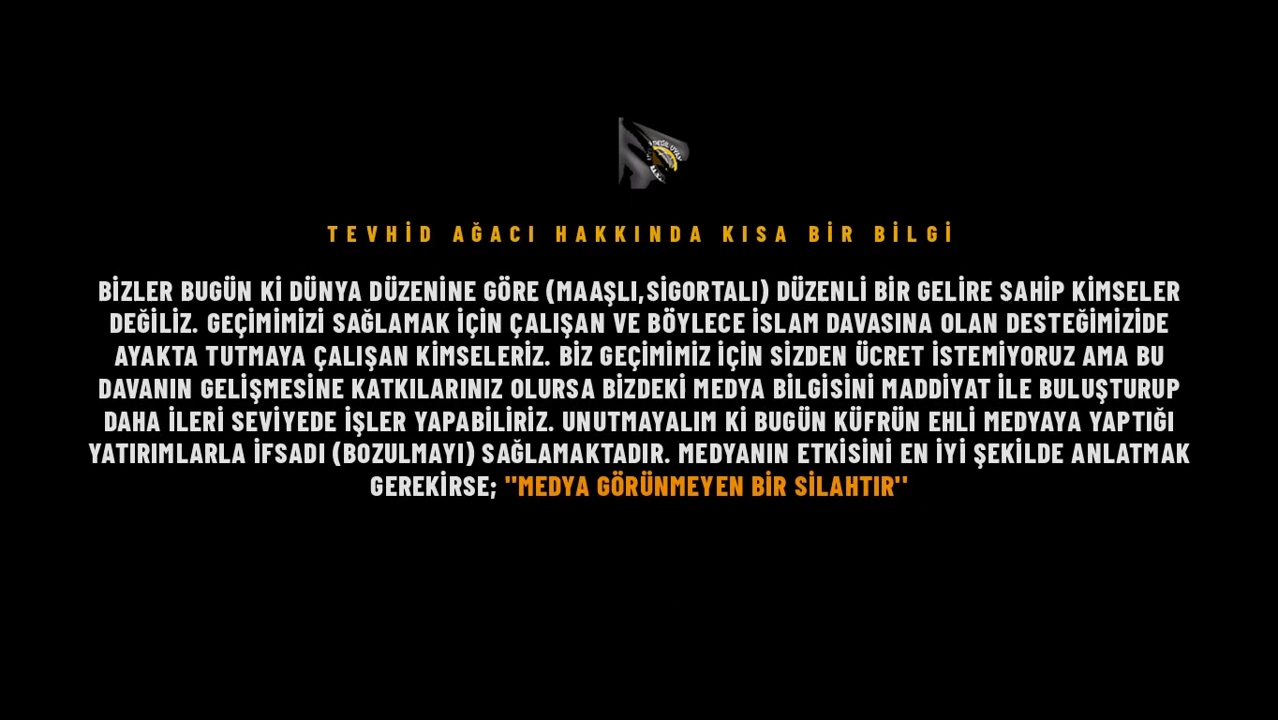 TEVHİD AĞACI HAKKINDA KISA BİR BİLGİ
BİZLER BUGÜN Kİ DÜNYA DÜZENİNE GÖRE (MAAŞLI,SİGORTALI) DÜZENLİ BİR GELİRE SAHİP KİMSELER
DEĞİLİZ. GEÇİMİMİZİ SAĞLAMAK İÇİN ÇALIŞAN VE BÖYLECE İSLAM DAVASINA OLAN DESTEĞİMİZİDE
AYAKTA TUTMAYA ÇALIŞAN KİMSELERİZ. BİZ GEÇİMİMİZ İÇİN SİZDEN ÜCRET İSTEMİYORUZ AMA BU
DAVANIN GELİŞMESİNE KATKILARINIZ OLURSA BİZDEKİ MEDYA BİLGİSİNİ MADDİYAT İLE BULUŞTURUP
DAHA İLERİ SEVİYEDE İŞLER YAPABİLİRİZ. UNUTMAYALIM Kİ BUGÜN KÜFRÜN EHLİ MEDYAYA YAPTIĞI
YATIRIMLARLA İFSADI (BOZULMAYI) SAĞLAMAKTADIR. MEDYANIN ETKİSİNİ EN İYİ ŞEKİLDE ANLATMAK
GEREKİRSE; "MEDYA GÖRÜNMEYEN BİR SİLAHTIR"